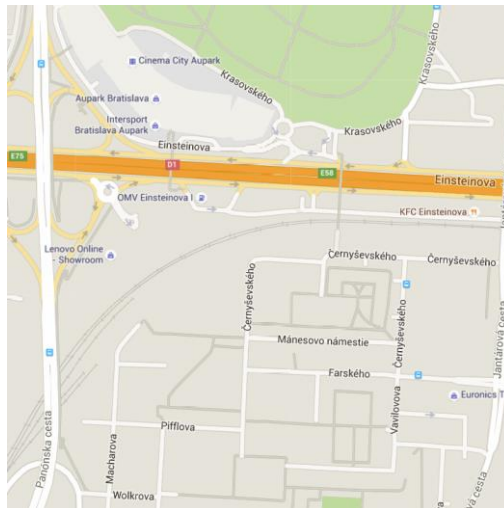 Krasovského
Cinema City Aupark
Krasovského
Aupark Bratislava
Intersport
Bratislava Aupark
Krasovského
Einsteinova
E75
D1
E58
Einsteinova
OMV Einsteinova I
KFC Einsteinova
Lenovo Online
- Showroom
Černyševského
Černyševského
Černyševského
Černyševského
Mánesovo námestie
Jantárová cesta
Farského
Euronics T
Vavilovova
Pifflova
Macharova
Panónska cesta
Wolkrova